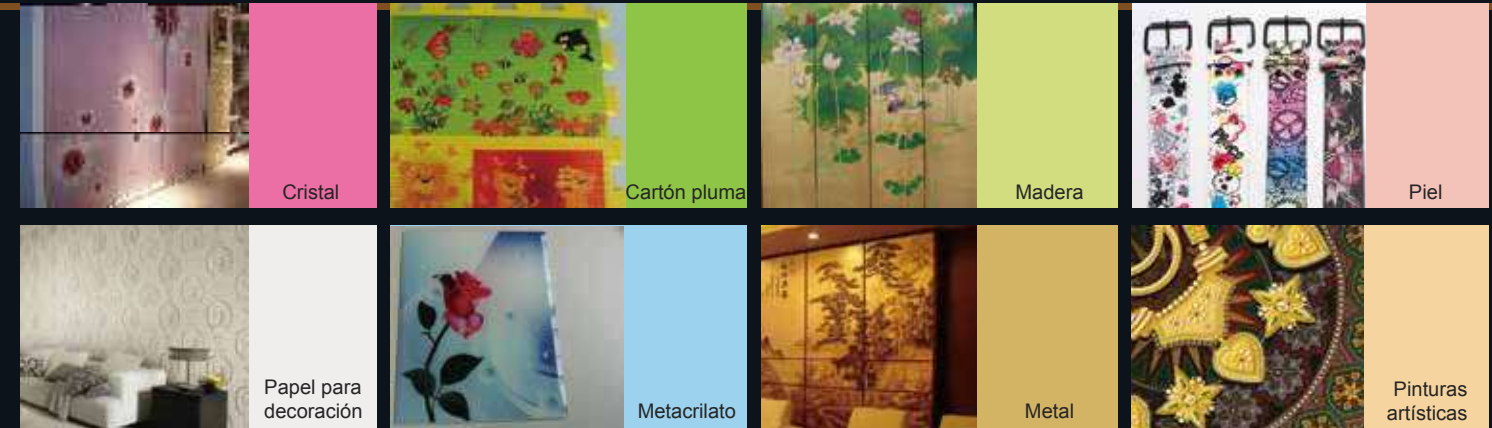 Cristal
Cartón pluma
Madera
Piel
Papel para
decoración
Metacrilato
Metal
Pinturas
artísticas